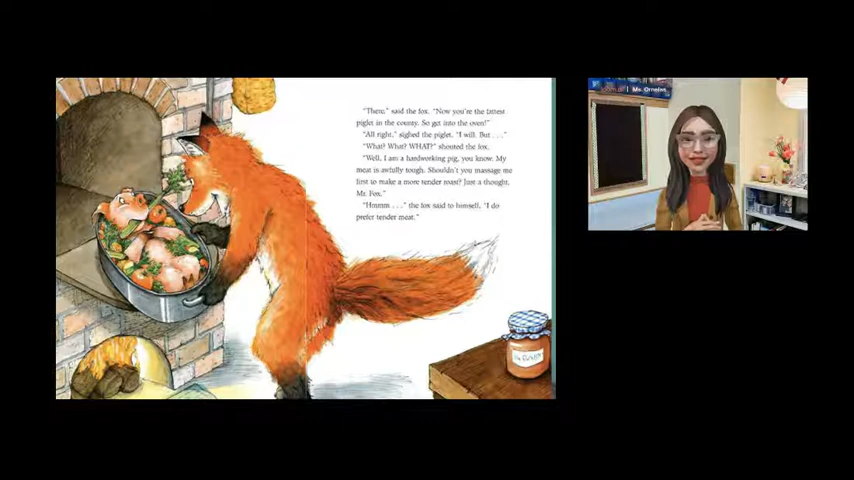 "There," said the fox. "Now you're the fattest
piglet in the county. So get into the oven!"
"All right," sighed the piglet. "I will. But . . ."
"What? What? WHAT?" shouted the fox.
"Well, I am a hardworking pig, you know. My
meat is awfully tough. Shouldn't you massage me
first to make a more tender roast? Just a thought,
Mr. Fox."
"Hmmm . . ." the fox said to himself. "I do
prefer tender meat."
Ms. Ornelas